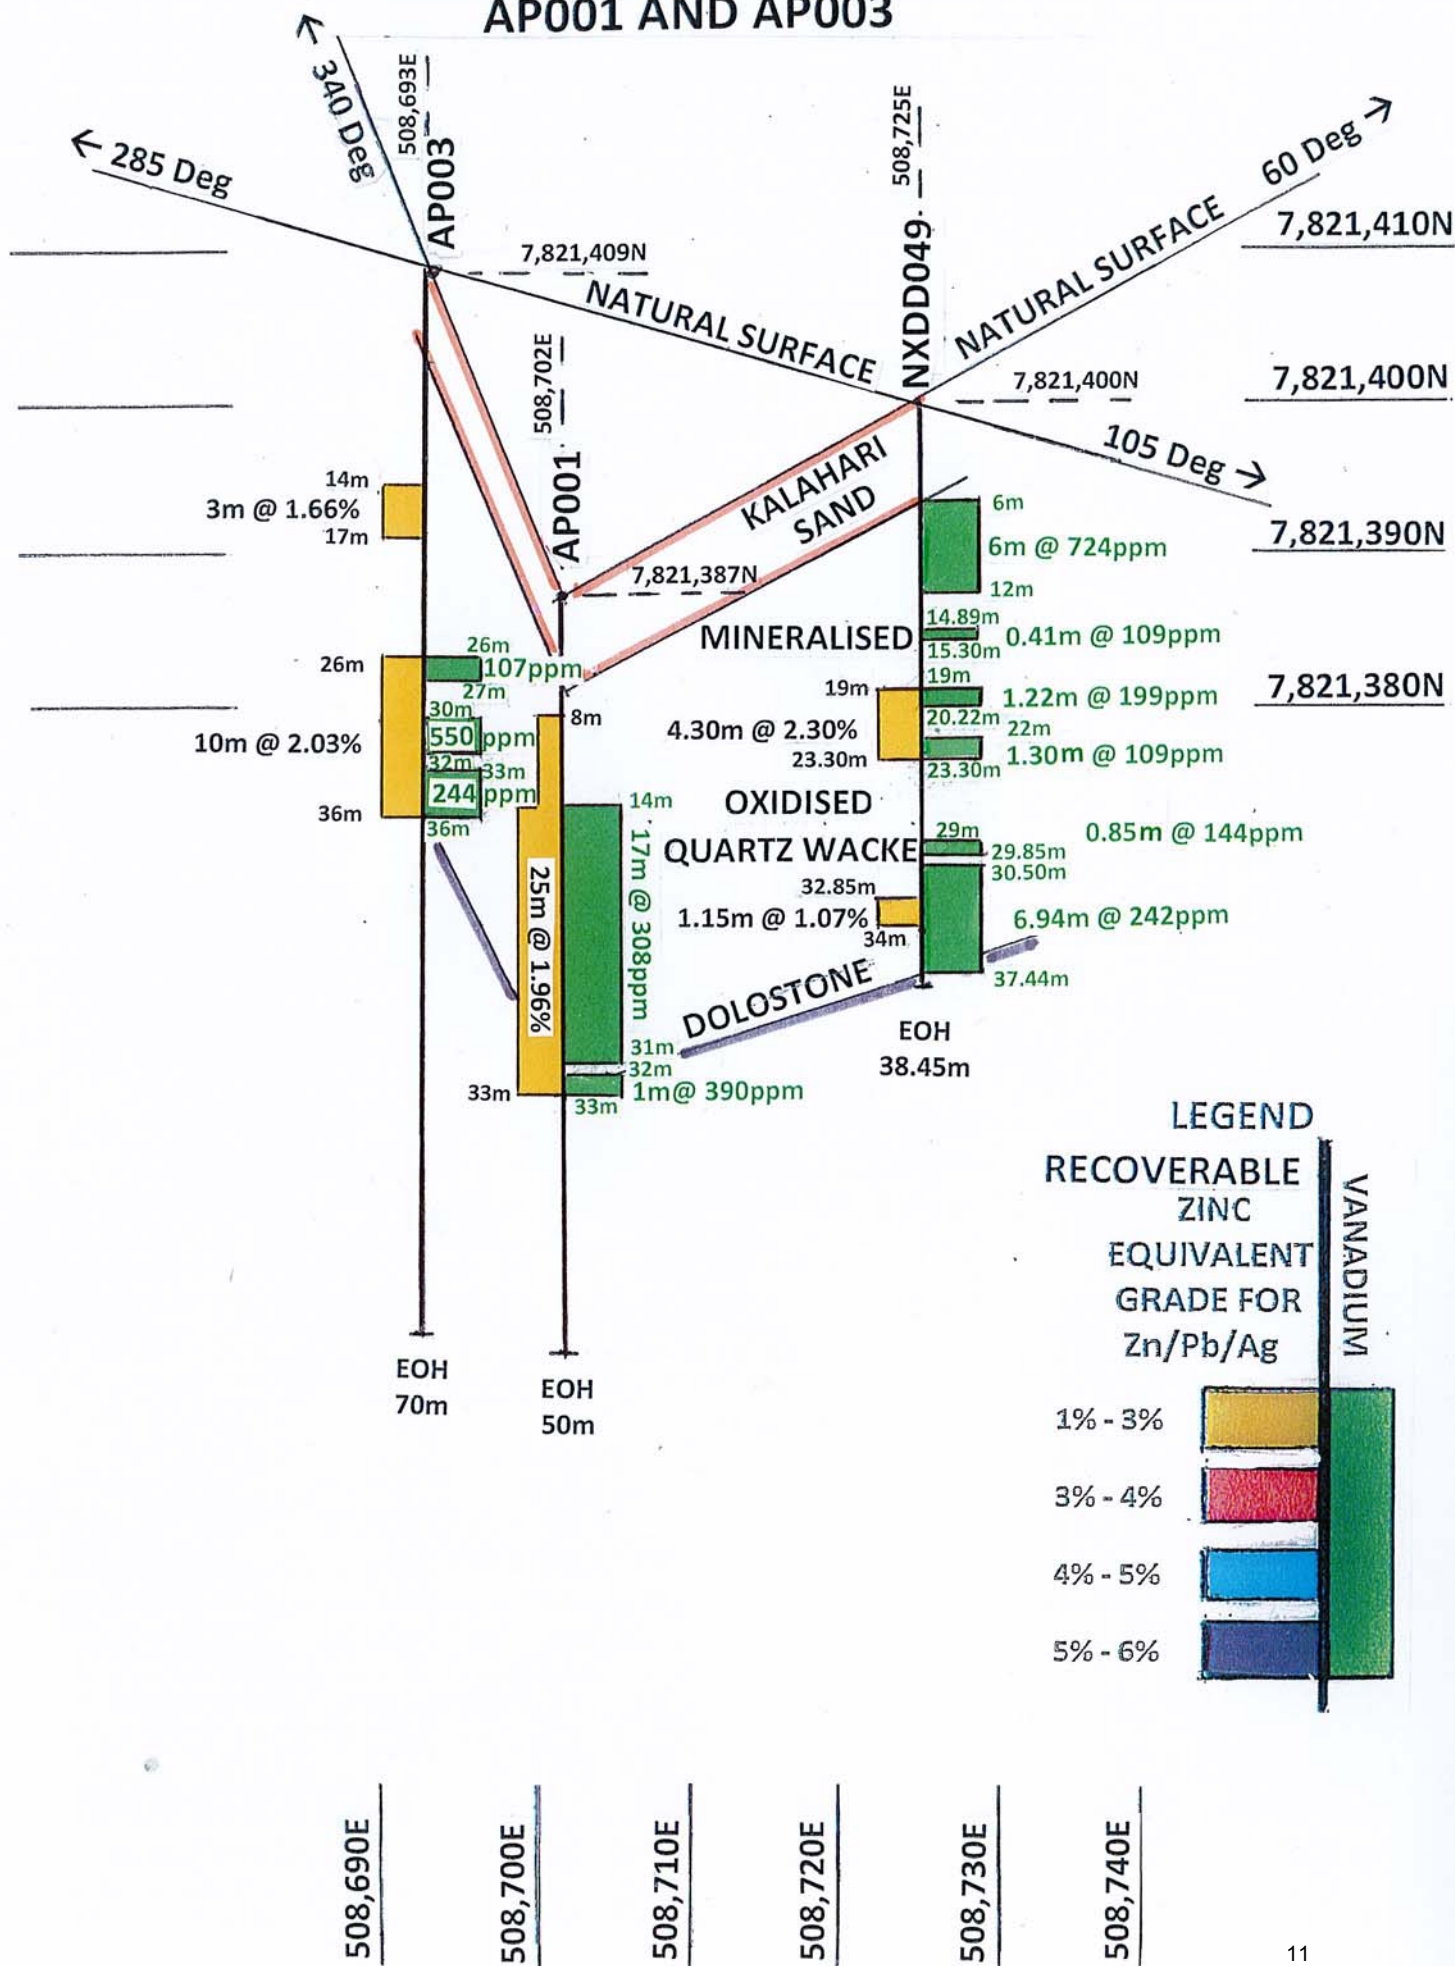 AP001 AND AP003
← 340 Deg
508,693E
AP003
← 285 Deg
508,725E
NXDD049
60 Deg →
NATURAL SURFACE
7,821,410N
7,821,409N
NATURAL SURFACE
508,702E
AP001
7,821,400N
7,821,400N
105 Deg →
KALAHARI
SAND
14m
3m @ 1.66%
17m
6m
6m @ 724ppm
12m
7,821,390N
7,821,387N
MINERALISED
14.89m
0.41m @ 109ppm
15.30m
26m
26m
107ppm
27m
30m
550 ppm
32m
33m
244 ppm
36m
10m @ 2.03%
36m
8m
19m
4.30m @ 2.30%
23.30m
19m
1.22m @ 199ppm
20.22m
22m
1.30m @ 109ppm
23.30m
7,821,380N
OXIDISED
QUARTZ WACKE
14m
17m @ 308ppm
25m @ 1.96%
29m
0.85m @ 144ppm
29.85m
30.50m
32.85m
1.15m @ 1.07%
34m
6.94m @ 242ppm
37.44m
DOLOSTONE
31m
32m
33m
1m@ 390ppm
33m
EOH
38.45m
EOH
70m
EOH
50m
LEGEND
RECOVERABLE
ZINC
EQUIVALENT
GRADE FOR
Zn/Pb/Ag
VANADIUM
1% - 3%
3% - 4%
4% - 5%
5% - 6%
508,690E
508,700E
508,710E
508,720E
508,730E
508,740E
11